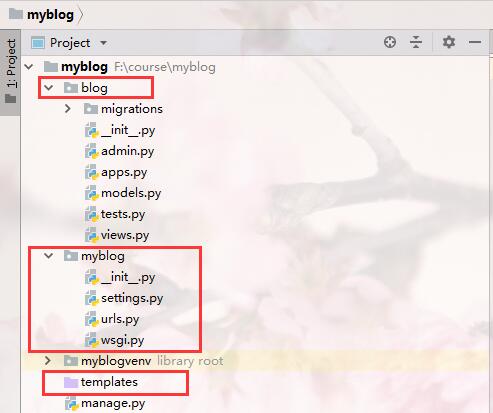 myblog
Project
1: Project
myblog F:\course\myblog
blog
migrations
__init__.py
admin.py
apps.py
models.py
tests.py
views.py
myblog
__init__.py
settings.py
urls.py
wsgi.py
myblogvenv library root
templates
manage.py